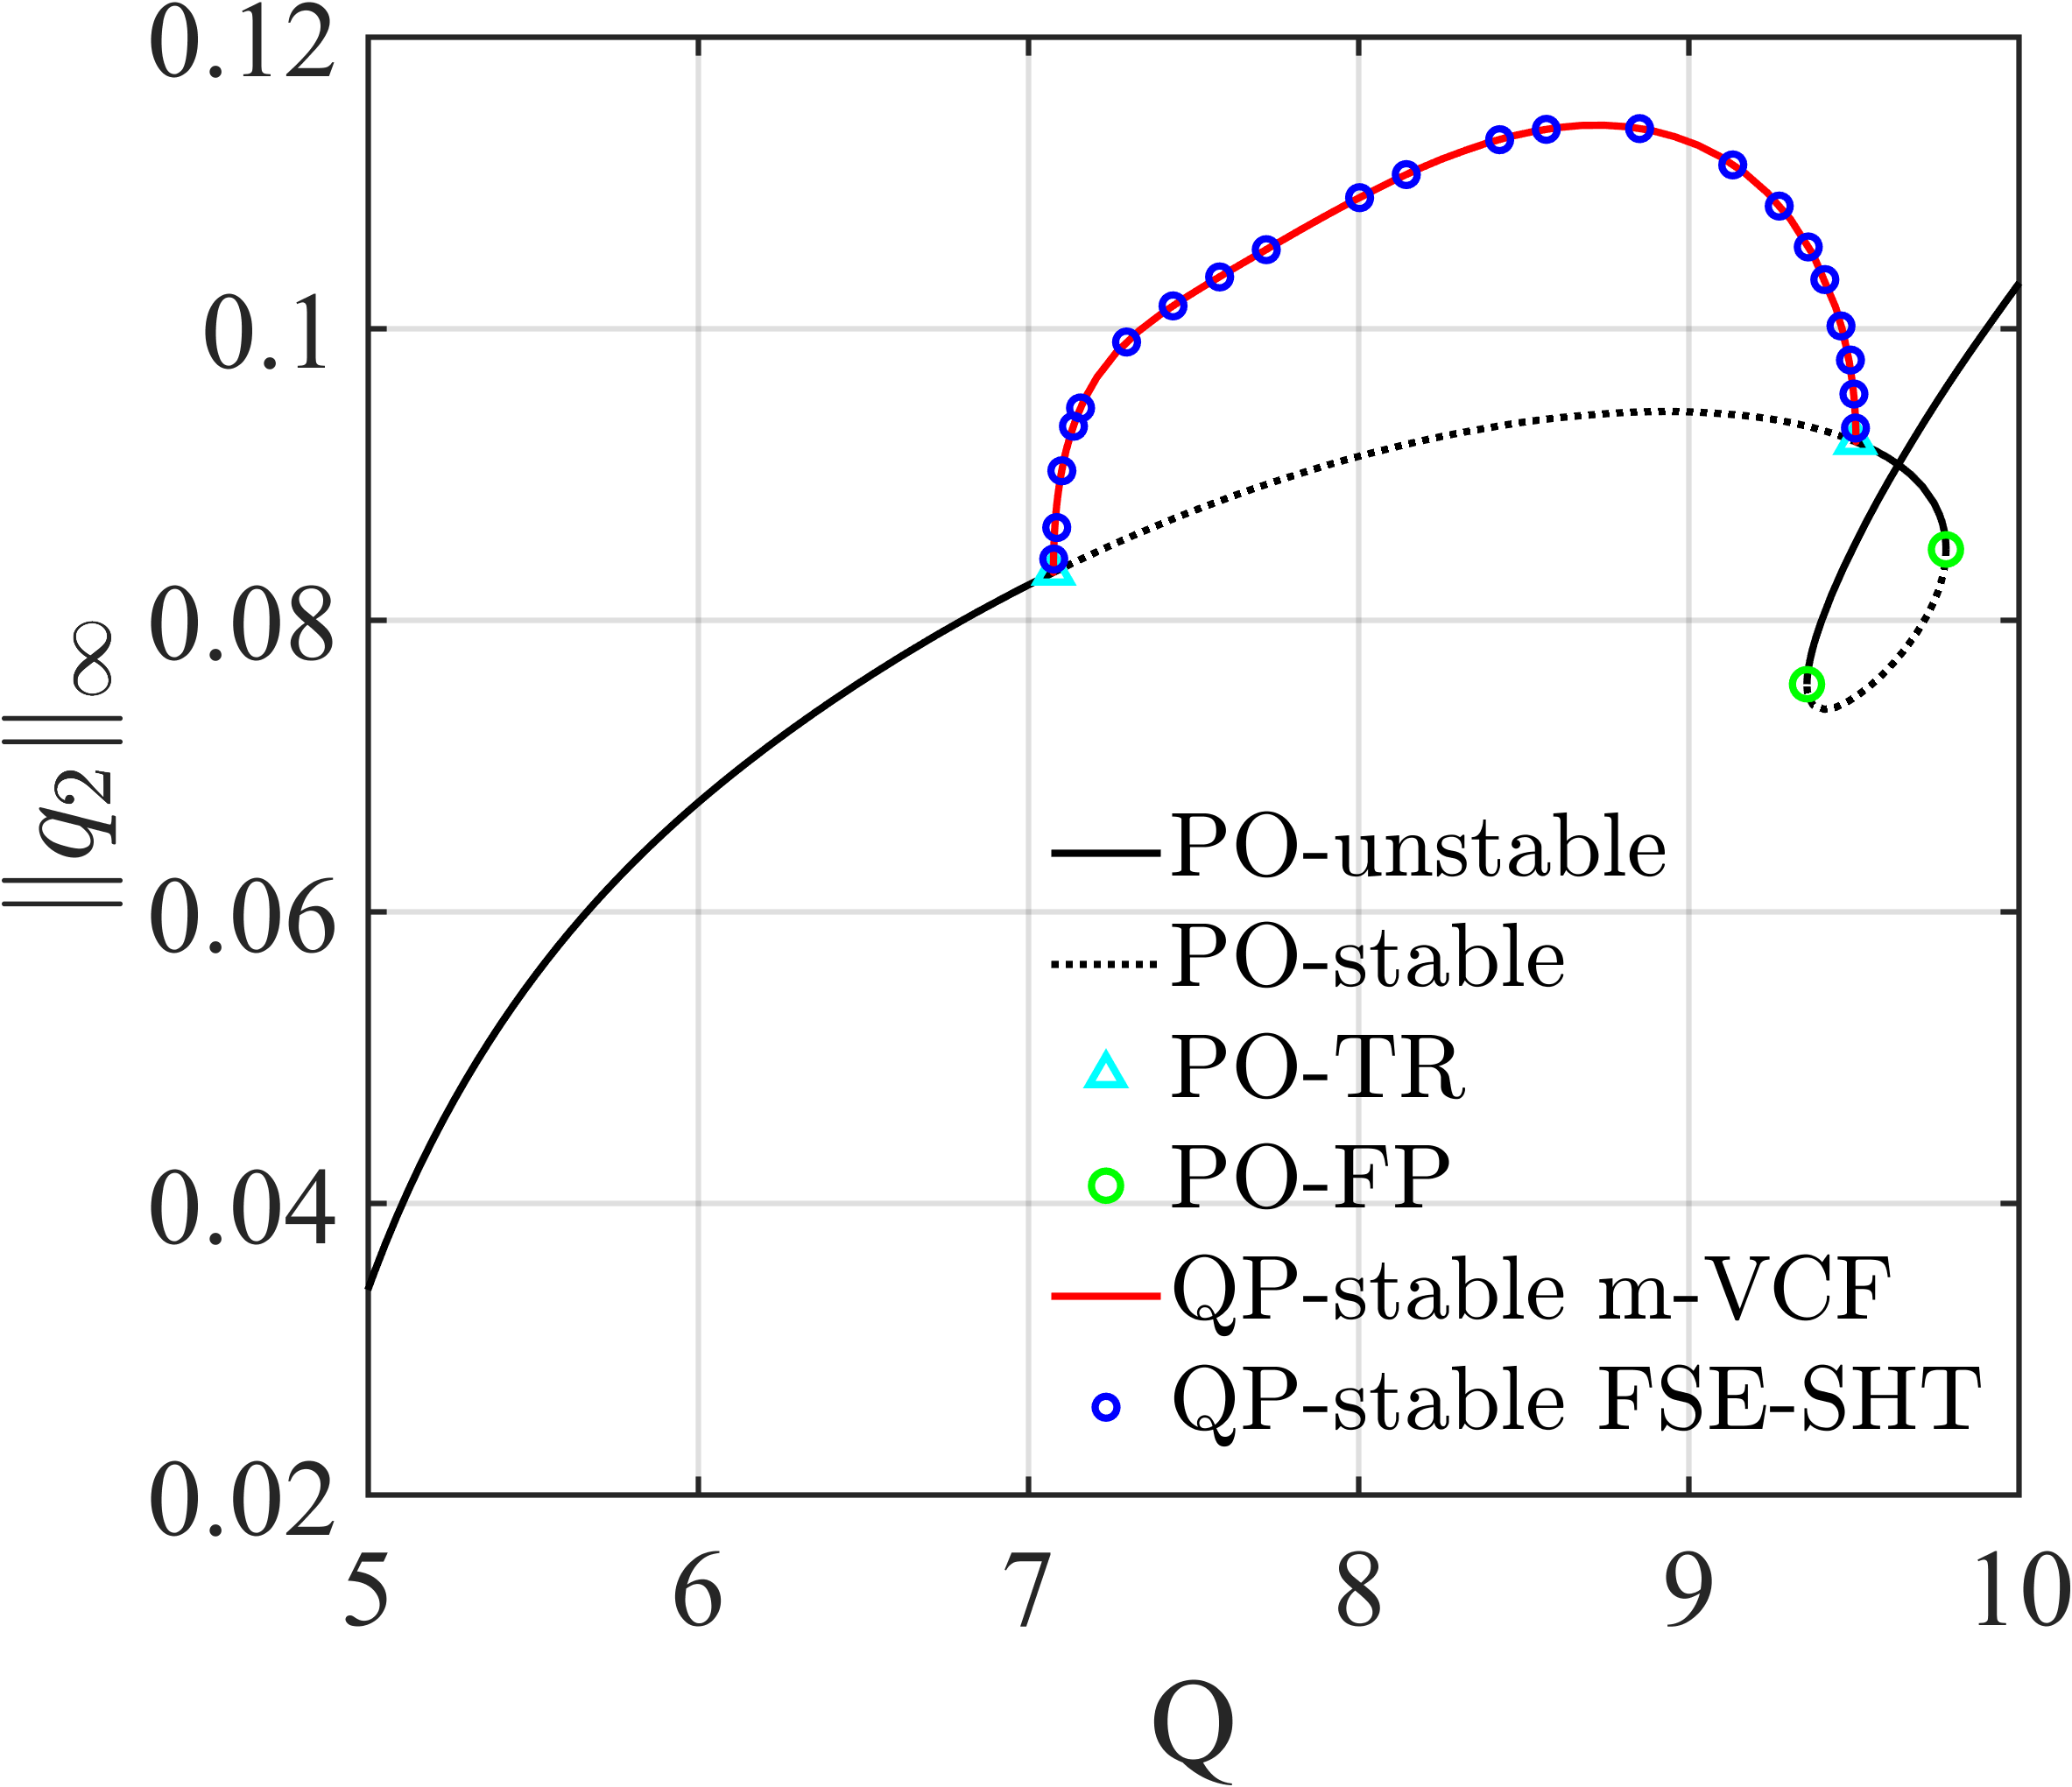 0.12
0.1
0.08
0.06
0.04
0.02
||q2||∞
PO-unstable
PO-stable
PO-TR
PO-FP
QP-stable m-VCF
QP-stable FSE-SHT
5 6 7 8 9 10
Q